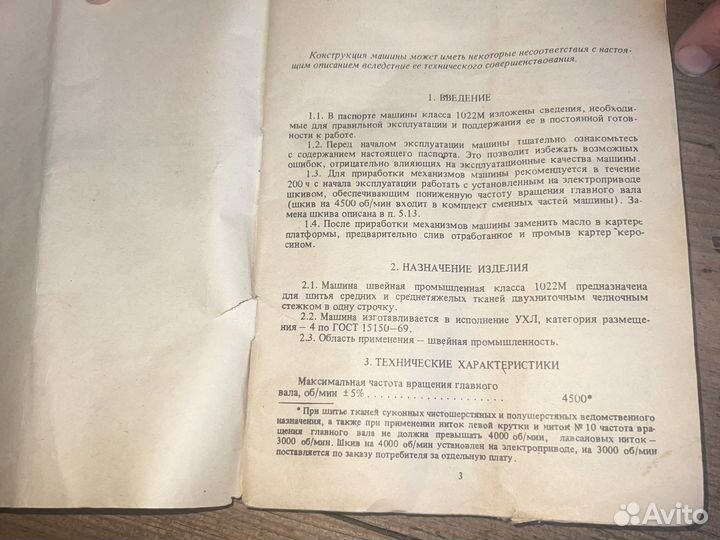 Конструкция машины может иметь некоторые несоответствия с настоя-
щим описанием вследствие ее технического совершенствования.
1. ВВЕДЕНИЕ
1.1. В паспорте машины класса 1022М изложены сведения, необходи-
мые для правильной эксплуатации и поддержания ее в постоянной готов-
ности к работе.
1.2. Перед началом эксплуатации машины тщательно ознакомьтесь
с содержанием настоящего паспорта. Это позволит избежать возможных
ошибок, отрицательно влияющих на эксплуатационные качества машины.
1.3. Для приработки механизмов машины рекомендуется в течение
200 ч с начала эксплуатации работать с установленным на электроприводе
шкивом, обеспечивающим пониженную частоту вращения главного вала
(шкив на 4500 об/мин входит в комплект сменных частей машины). За-
мена шкива описана в п. 5.13.
1.4. После приработки механизмов машины заменить масло в картере
платформы, предварительно слив отработанное и промыв картер керо-
сином.
2. НАЗНАЧЕНИЕ ИЗДЕЛИЯ
2.1. Машина швейная промышленная класса 1022М предназначена
для шитья средних и среднетяжелых тканей двухниточным челночным
стежком в одну строчку.
2.2. Машина изготавливается в исполнение УХЛ, категория размеще-
ния – 4 по ГОСТ 15150–69.
2.3. Область применения – швейная промышленность.
3. ТЕХНИЧЕСКИЕ ХАРАКТЕРИСТИКИ
Максимальная частота вращения главного
вала, об/мин ±5% . . . . . . . . . . . . . . . . . . . . . 4500*
* При шитье тканей суконных чистошерстяных и полушерстяных ведомственного
назначения, а также при применении ниток левой крутки и ниток № 10 частота вра-
щения главного вала не должна превышать 4000 об/мин, лавсановых ниток –
3000 об/мин. Шкив на 4000 об/мин установлен на электроприводе, на 3000 об/мин
поставляется по заказу потребителя за отдельную плату.
3
Avito